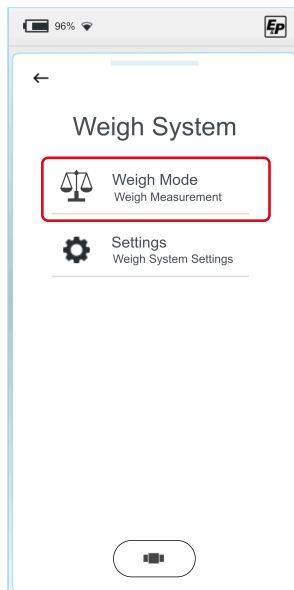 96%
EP
Weigh System
Weigh Mode
Weigh Measurement
Settings
Weigh System Settings